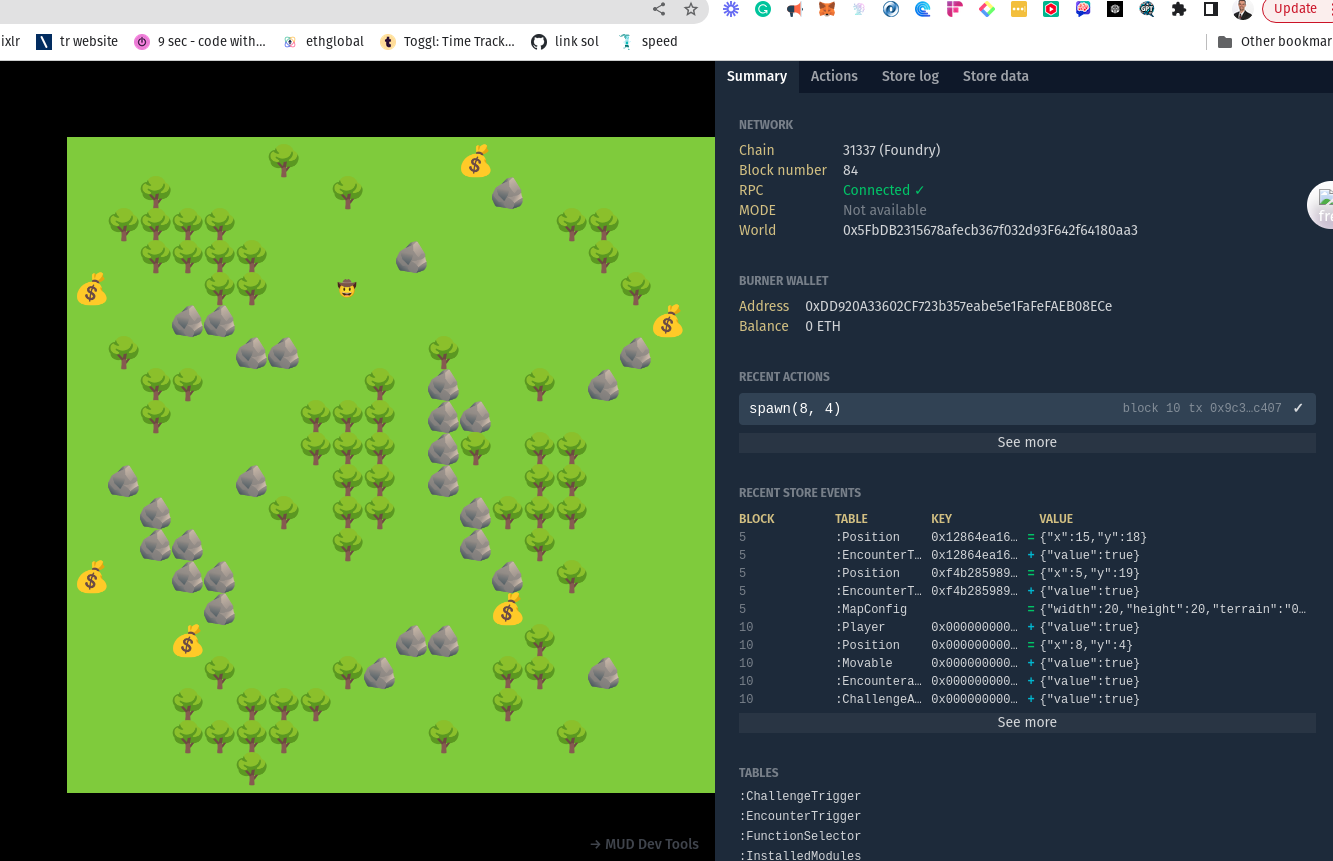 Update
ixlr tr website 9 sec - code with... ethglobal Toggl: Time Track... link sol speed Other bookmar
Summary Actions Store log Store data
NETWORK
Chain 31337 (Foundry)
Block number 84
RPC Connected ✓
MODE Not available
World 0x5FbDB2315678afecb367f032d93F642f64180aa3
BURNER WALLET
Address 0xDD920A33602CF723b357eabe5e1FaFeFAEB08ECe
Balance 0 ETH
RECENT ACTIONS
spawn(8, 4) block 10 tx 0x9c3…c407 ✓
See more
RECENT STORE EVENTS
BLOCK TABLE KEY VALUE
5 :Position 0x12864ea16… = {"x":15,"y":18}
5 :EncounterT… 0x12864ea16… + {"value":true}
5 :Position 0xf4b285989… = {"x":5,"y":19}
5 :EncounterT… 0xf4b285989… + {"value":true}
5 :MapConfig = {"width":20,"height":20,"terrain":"0…
10 :Player 0x000000000… + {"value":true}
10 :Position 0x000000000… = {"x":8,"y":4}
10 :Movable 0x000000000… + {"value":true}
10 :Encountera… 0x000000000… + {"value":true}
10 :ChallengeA… 0x000000000… + {"value":true}
See more
TABLES
:ChallengeTrigger
:EncounterTrigger
:FunctionSelector
:InstalledModules
→ MUD Dev Tools